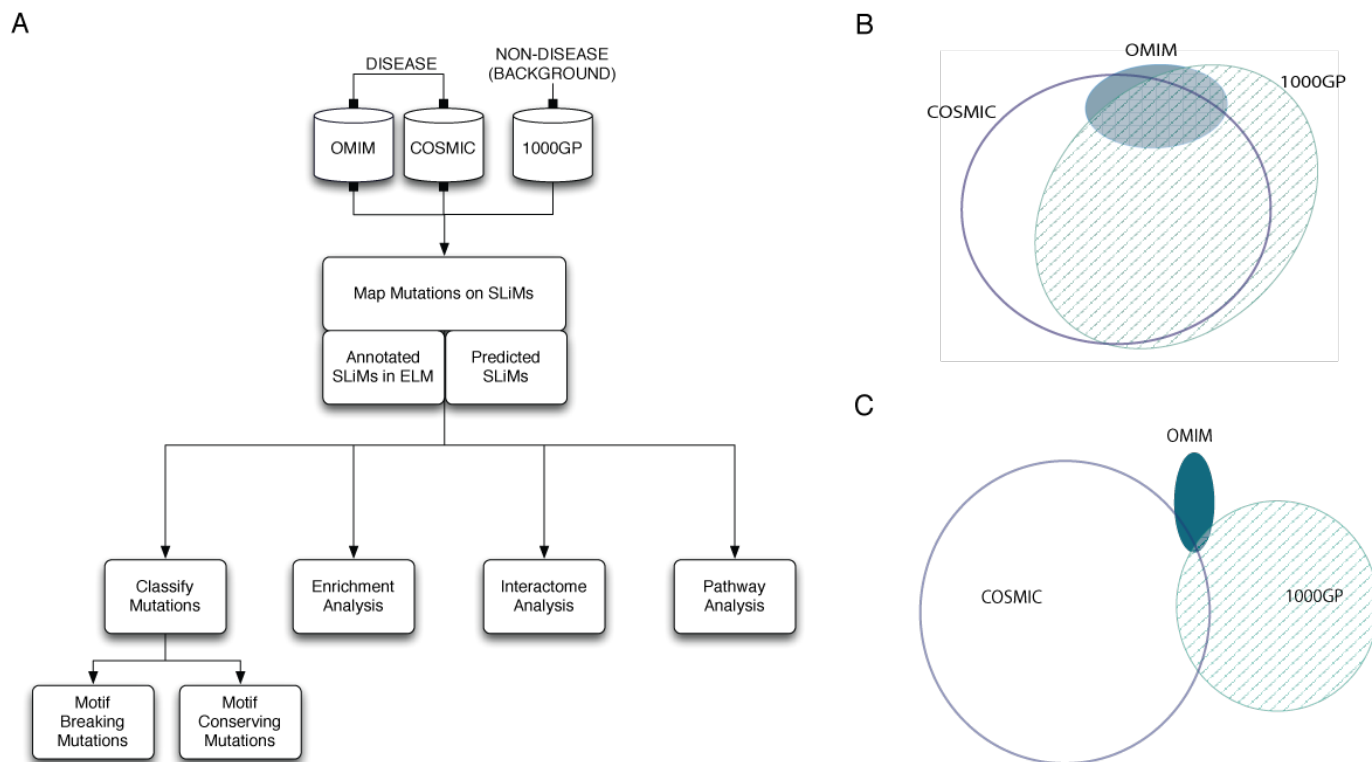 A
DISEASE
NON-DISEASE
(BACKGROUND)
OMIM
COSMIC
1000GP
Map Mutations on SLiMs
Annotated
SLiMs in ELM
Predicted
SLiMs
Classify
Mutations
Enrichment
Analysis
Interactome
Analysis
Pathway
Analysis
Motif
Breaking
Mutations
Motif
Conserving
Mutations
B
OMIM
1000GP
COSMIC
C
OMIM
COSMIC
1000GP